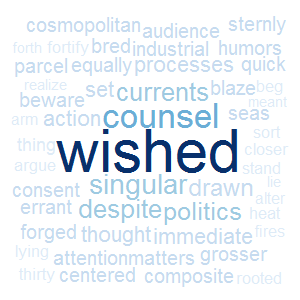 cosmopolitan
audience sternly
forth fortify bred industrial humors
parcel equally processes quick
realize set currents blaze beg
beware counsel meant
arm action seas
thing wished sort
closer
argue singular stand
consent drawn lie
errant despite politics alter
heat
forged thought immediate fires
lying attention matters grosser
thirty centered composite rooted